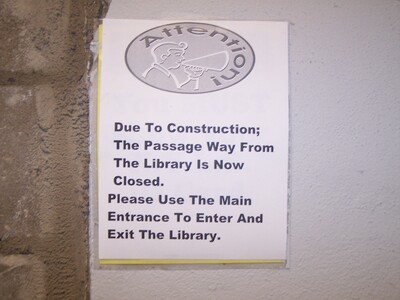 Attention!
Due To Construction;
The Passage Way From
The Library Is Now
Closed.
Please Use The Main
Entrance To Enter And
Exit The Library.